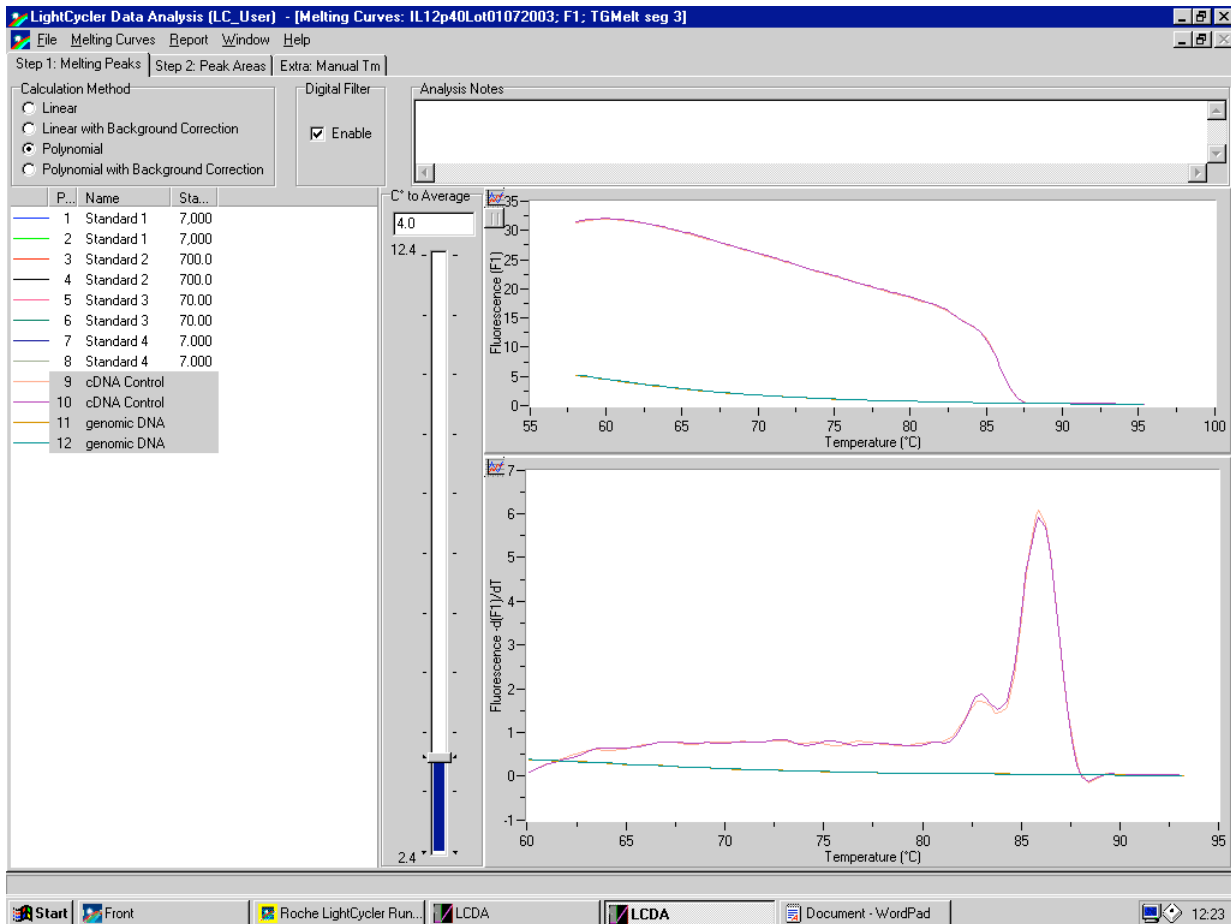 LightCycler Data Analysis (LC_User) - [Melting Curves: IL12p40Lot01072003; F1; TGMelt seg 3]
File Melting Curves Report Window Help
Step 1: Melting Peaks Step 2: Peak Areas Extra: Manual Tm
Calculation Method
Linear
Linear with Background Correction
Polynomial
Polynomial with Background Correction
Digital Filter
Enable
Analysis Notes
P... Name Sta...
1 Standard 1 7,000
2 Standard 1 7,000
3 Standard 2 700.0
4 Standard 2 700.0
5 Standard 3 70.00
6 Standard 3 70.00
7 Standard 4 7.000
8 Standard 4 7.000
9 cDNA Control
10 cDNA Control
11 genomic DNA
12 genomic DNA
C° to Average
4.0
12.4
2.4
Fluorescence (F1)
35
30
25
20
15
10
5
0
55 60 65 70 75 80 85 90 95 100
Temperature (°C)
Fluorescence -d(F1)/dT
7
6
5
4
3
2
1
0
-1
60 65 70 75 80 85 90 95
Temperature (°C)
Start Front Roche LightCycler Run... LCDA LCDA Document - WordPad 12:23